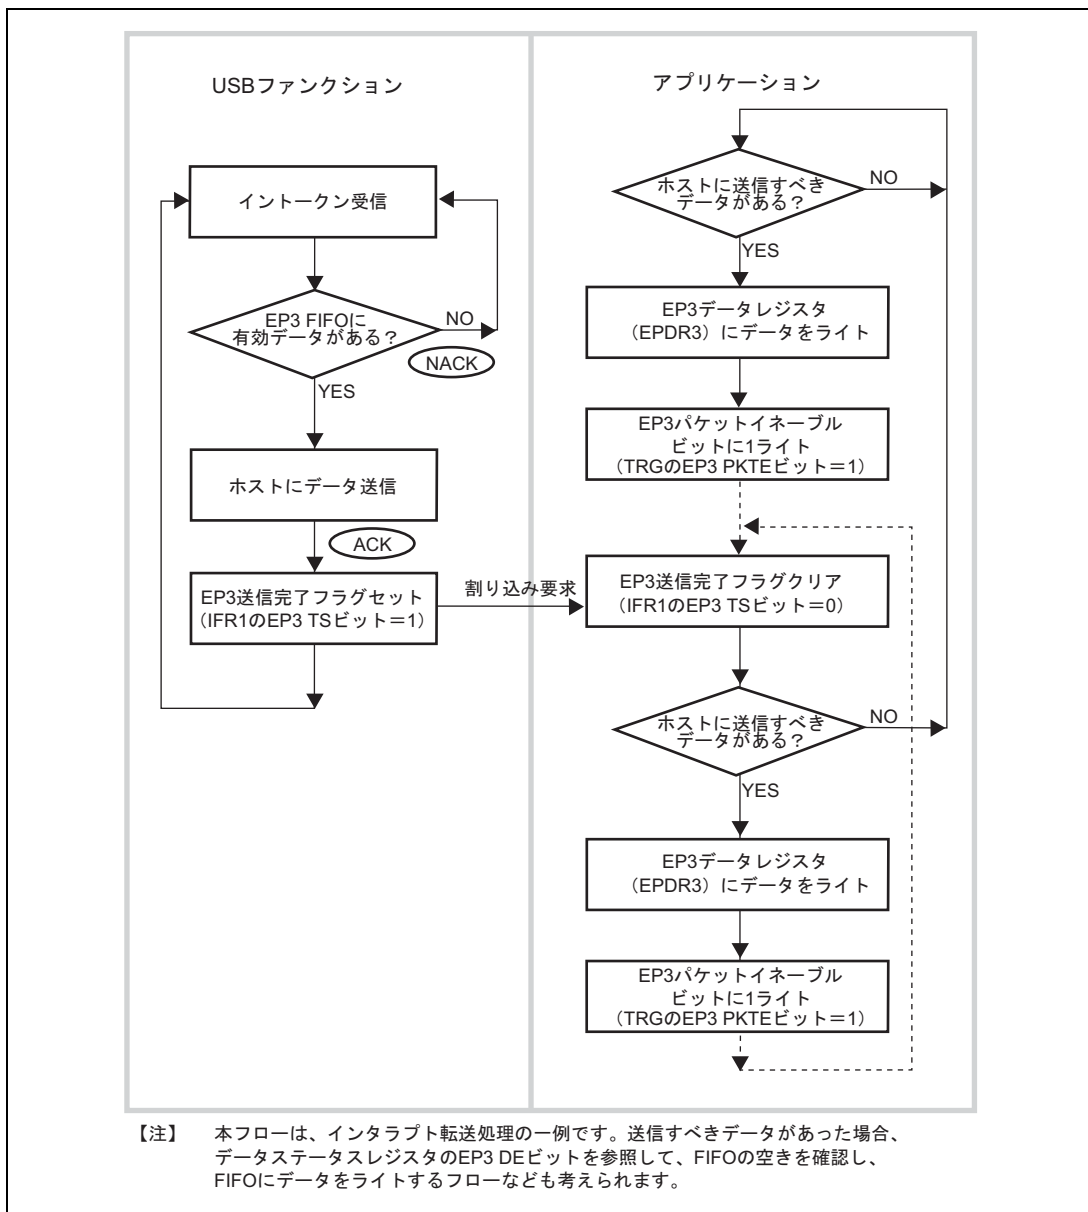 USBファンクション
イントークン受信
EP3 FIFOに
有効データがある？
NO
NACK
YES
ホストにデータ送信
ACK
EP3送信完了フラグセット
（IFR1のEP3 TSビット＝1）
割り込み要求
アプリケーション
ホストに送信すべき
データがある？
NO
YES
EP3データレジスタ
（EPDR3）にデータをライト
EP3パケットイネーブル
ビットに1ライト
（TRGのEP3 PKTEビット＝1）
EP3送信完了フラグクリア
（IFR1のEP3 TSビット＝0）
ホストに送信すべき
データがある？
NO
YES
EP3データレジスタ
（EPDR3）にデータをライト
EP3パケットイネーブル
ビットに1ライト
（TRGのEP3 PKTEビット＝1）
【注】 本フローは、インタラプト転送処理の一例です。送信すべきデータがあった場合、
データステータスレジスタのEP3 DEビットを参照して、FIFOの空きを確認し、
FIFOにデータをライトするフローなども考えられます。